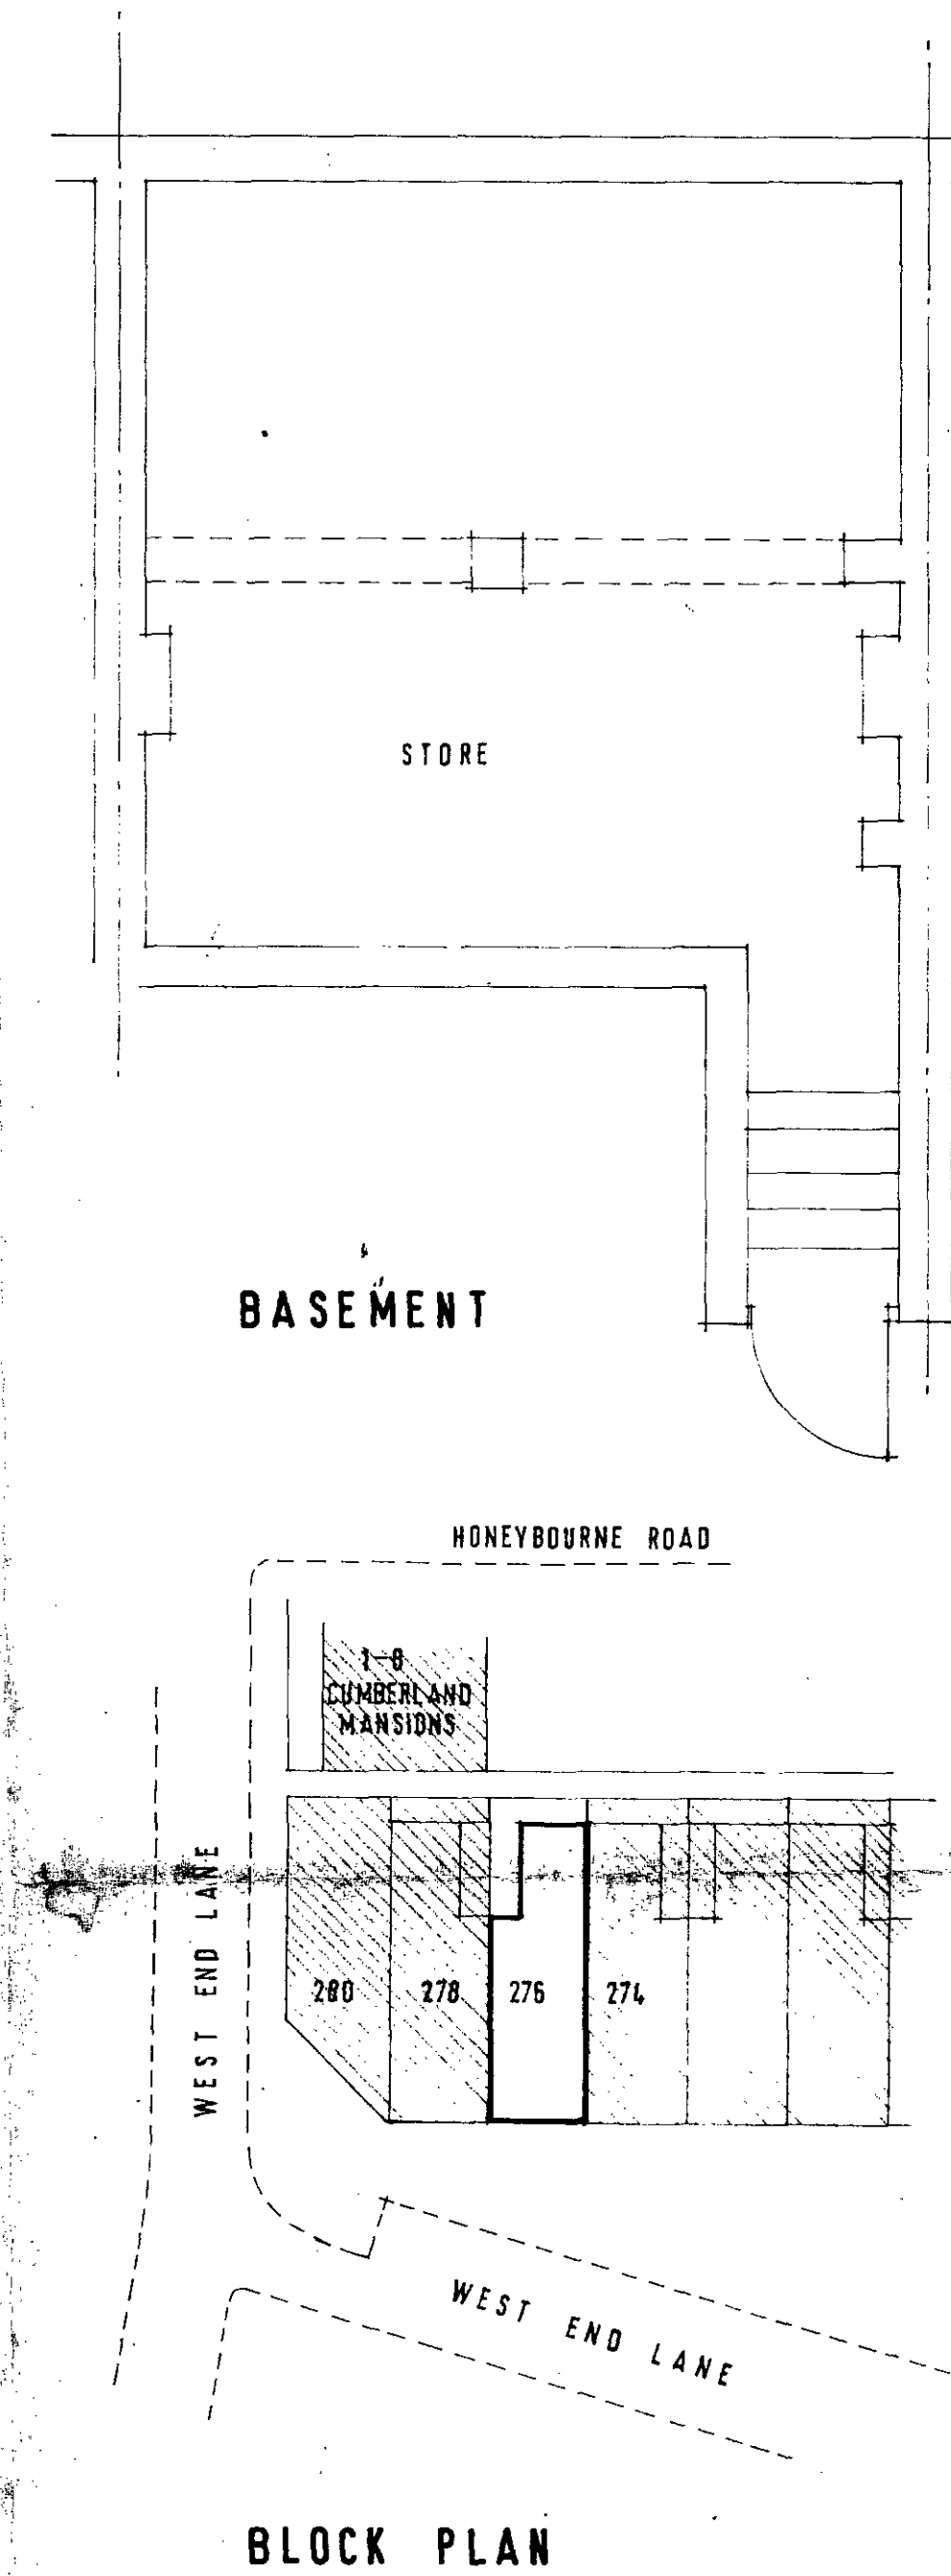 STORE
BASEMENT
HONEYBOURNE ROAD
1-8
CUMBERLAND
MANSIONS
WEST END LANE
280
278
276
274
WEST END LANE
BLOCK PLAN